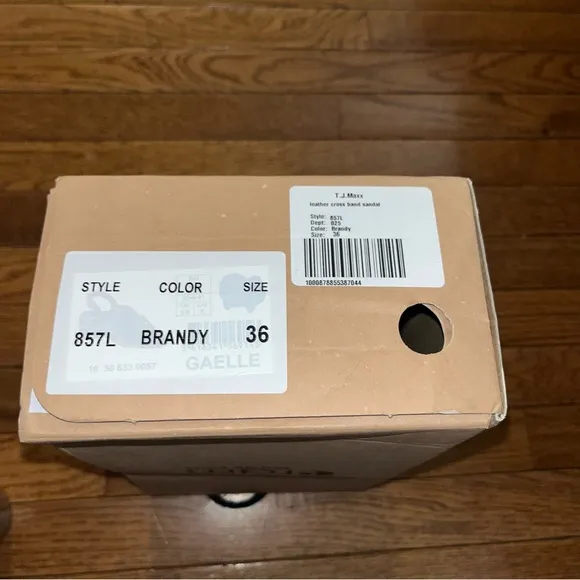 T.J.Maxx
leather cross band sandal
Style: 857L
Dept: 025
Color: Brandy
Size: 36
1000878855387044
STYLE COLOR SIZE
857L BRANDY 36
GAELLE